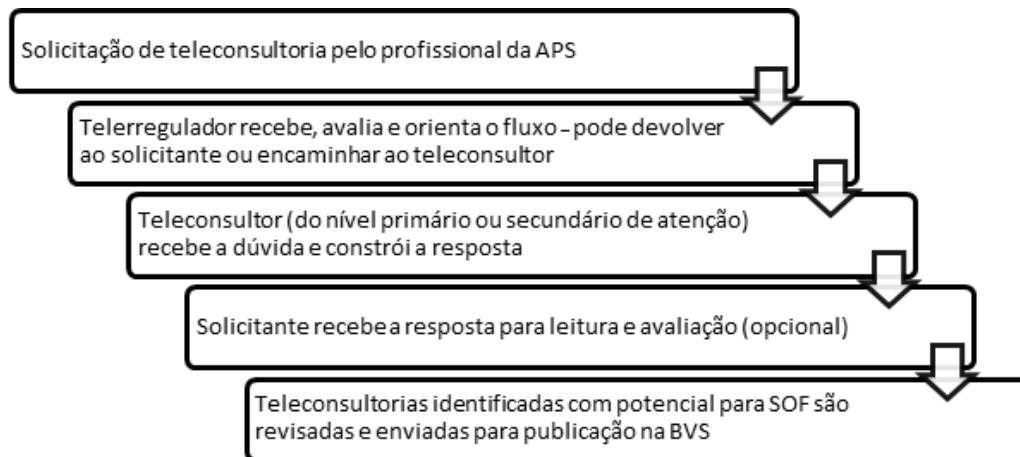 Solicitação de teleconsultoria pelo profissional da APS
Telerregulador recebe, avalia e orienta o fluxo – pode devolver
ao solicitante ou encaminhar ao teleconsultor
Teleconsultor (do nível primário ou secundário de atenção)
recebe a dúvida e constrói a resposta
Solicitante recebe a resposta para leitura e avaliação (opcional)
Teleconsultorias identificadas com potencial para SOF são
revisadas e enviadas para publicação na BVS